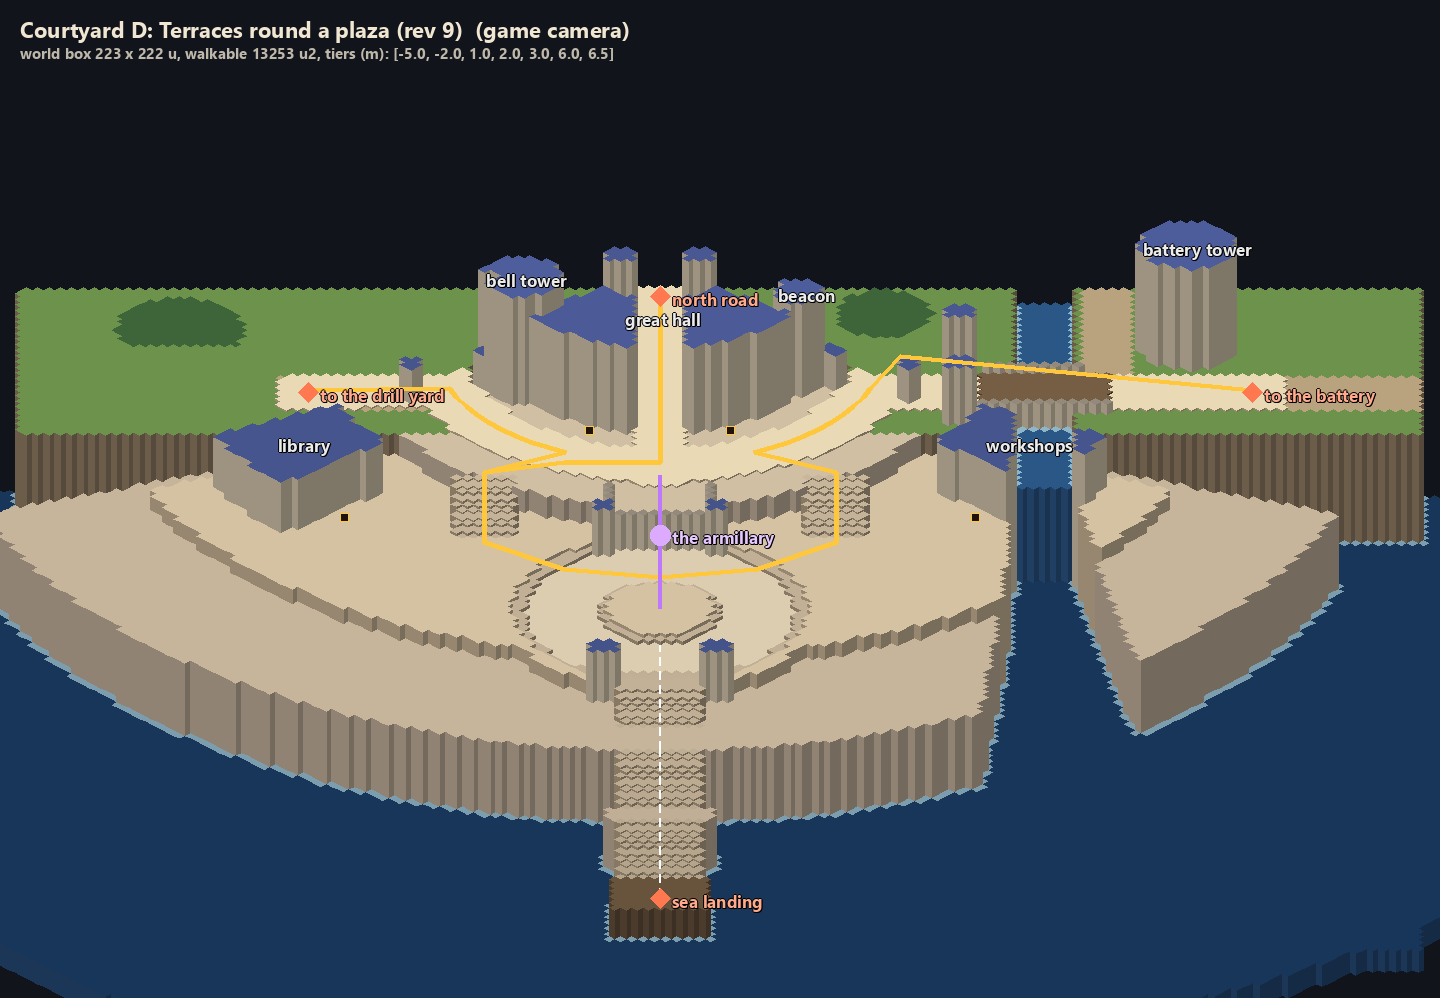 Courtyard D: Terraces round a plaza (rev 9) (game camera)
world box 223 x 222 u, walkable 13253 u2, tiers (m): [-5.0, -2.0, 1.0, 2.0, 3.0, 6.0, 6.5]
battery tower
bell tower
beacon
north road
great hall
to the drill yard
to the battery
library
workshops
the armillary
sea landing